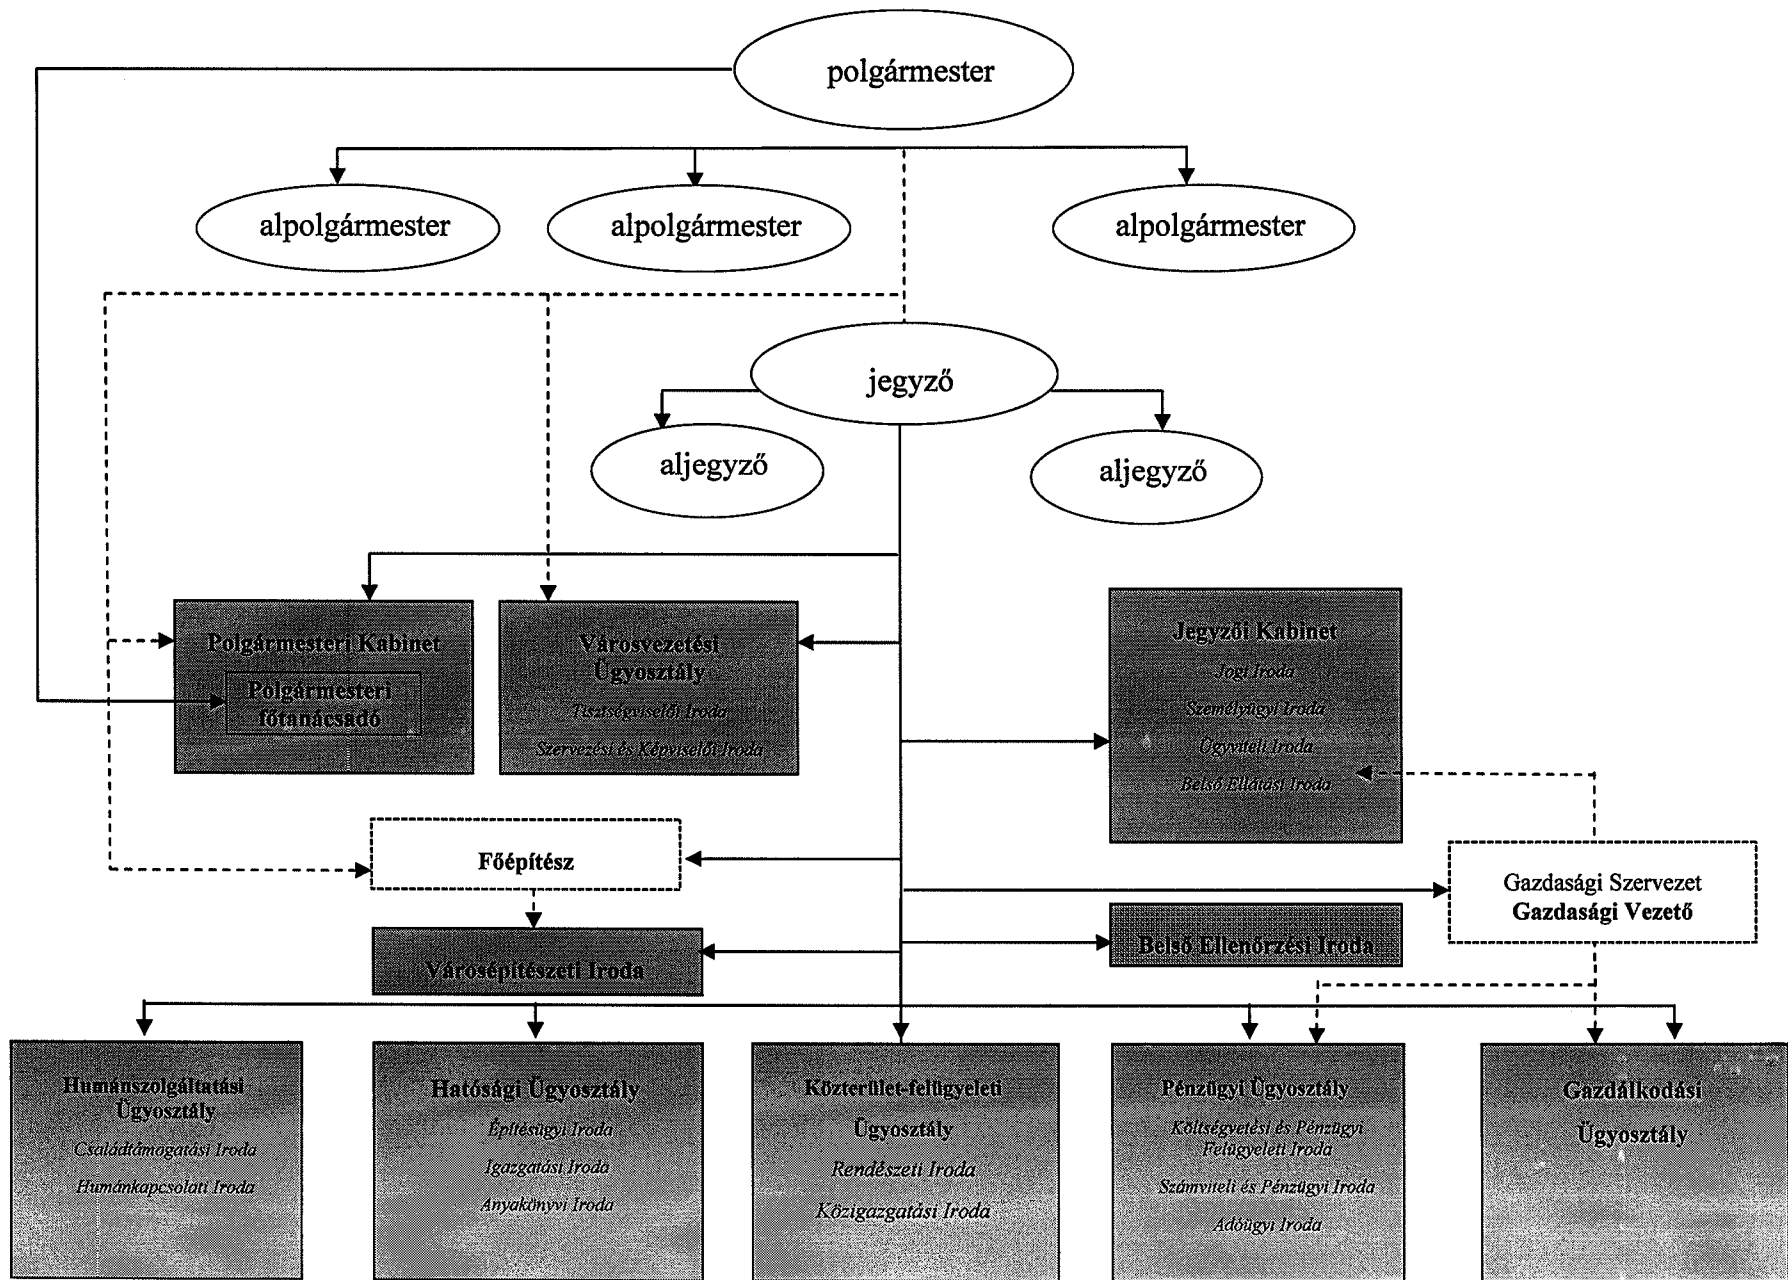 polgármester
alpolgármester
alpolgármester
alpolgármester
jegyző
aljegyző
aljegyző
Polgármesteri Kabinet
Polgármesteri
főtanácsadó
Városvezetési
Ügyosztály
Tisztségviselői Iroda
Szervezési és Képviselői Iroda
Jegyzői Kabinet
Jogi Iroda
Személyügyi Iroda
Ügyviteli Iroda
Belső Ellátási Iroda
Főépítész
Gazdasági Szervezet
Gazdasági Vezető
Városépítészeti Iroda
Belső Ellenőrzési Iroda
Humánszolgáltatási
Ügyosztály
Családtámogatási Iroda
Humánkapcsolati Iroda
Hatósági Ügyosztály
Építésügyi Iroda
Igazgatási Iroda
Anyakönyvi Iroda
Közterület-felügyeleti
Ügyosztály
Rendészeti Iroda
Közigazgatási Iroda
Pénzügyi Ügyosztály
Költségvetési és Pénzügyi
Felügyeleti Iroda
Számviteli és Pénzügyi Iroda
Adóügyi Iroda
Gazdálkodási
Ügyosztály